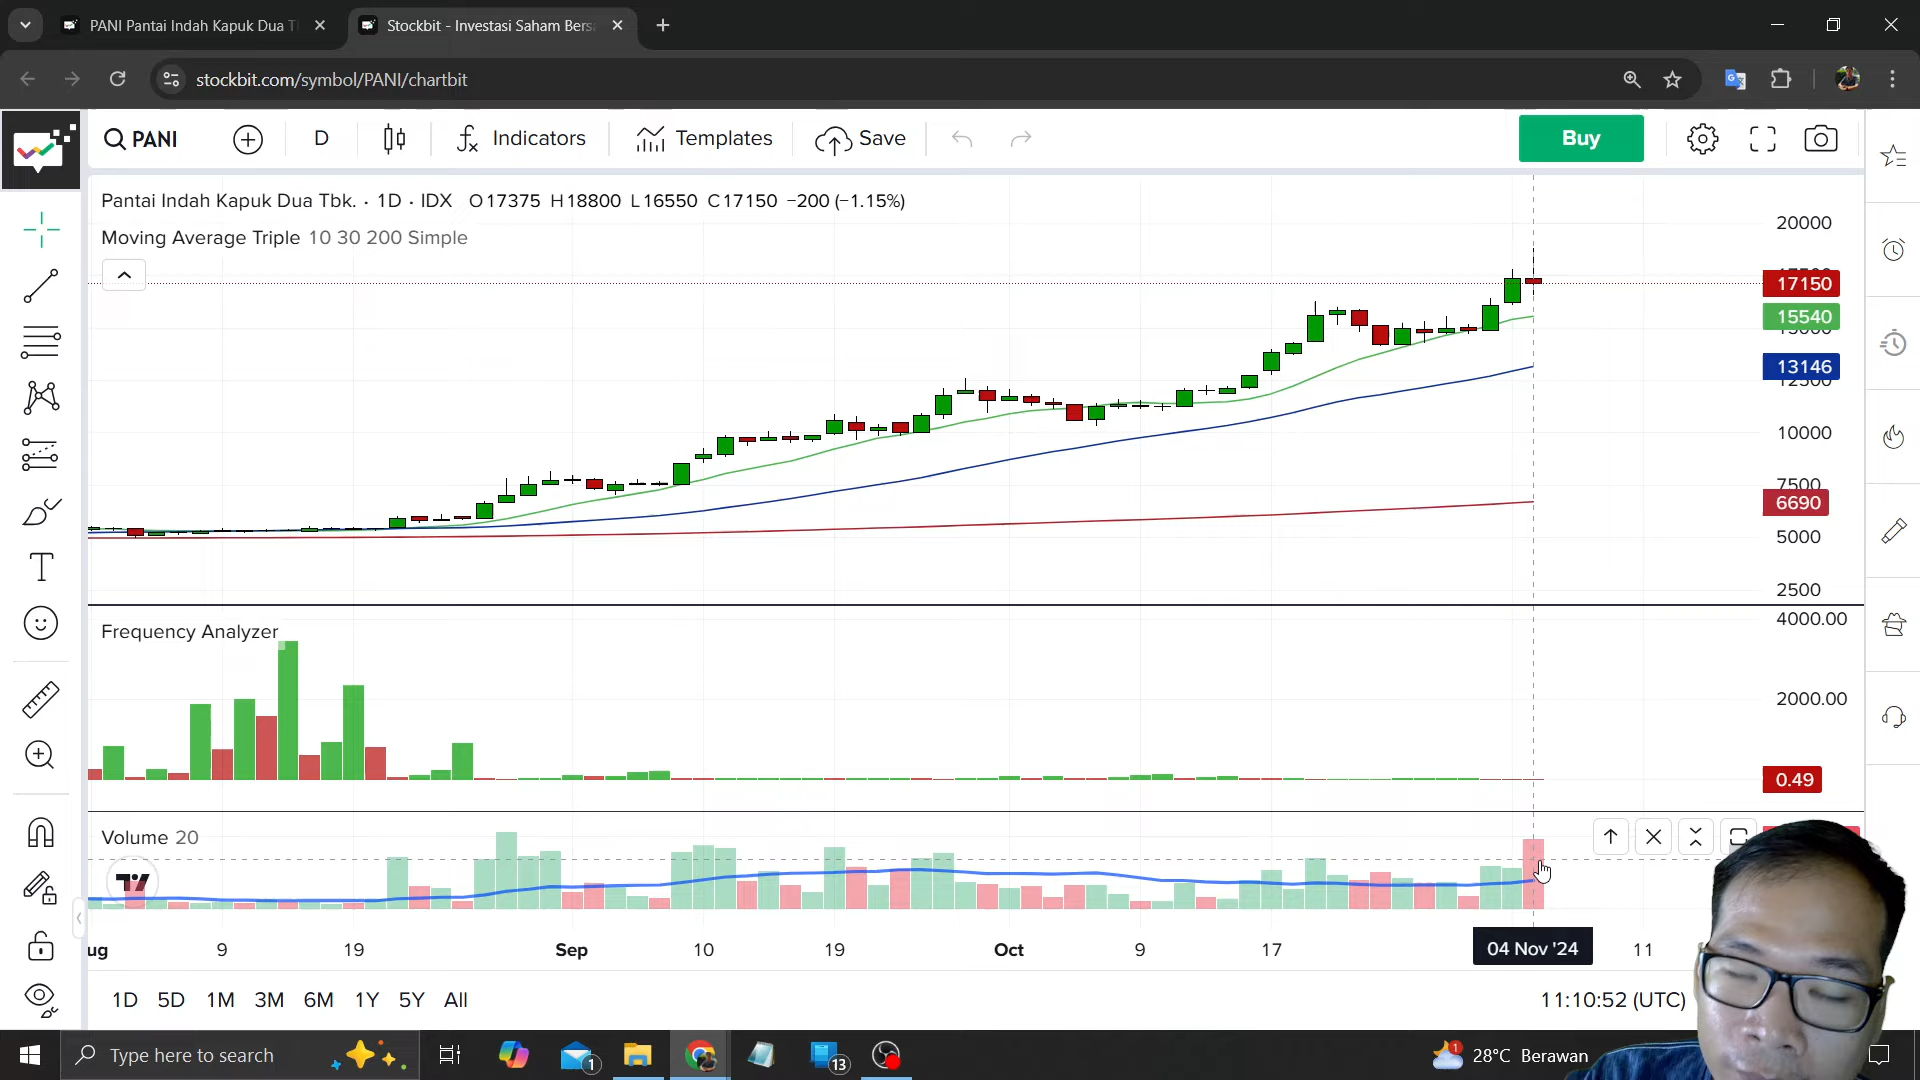 PANI Pantai Indah Kapuk Dua T
Stockbit - Investasi Saham Bers
stockbit.com/symbol/PANI/chartbit
PANI
D
Indicators
Templates
Save
Buy
Pantai Indah Kapuk Dua Tbk. · 1D · IDX O17375 H18800 L16550 C17150 −200 (−1.15%)
Moving Average Triple 10 30 200 Simple
20000
17150
15540
13146
10000
7500
6690
5000
2500
Frequency Analyzer
4000.00
2000.00
0.49
Volume 20
ug
9
19
Sep
10
19
Oct
9
17
04 Nov '24
11
1D 5D 1M 3M 6M 1Y 5Y All
11:10:52 (UTC)
Type here to search
1
13
1
28°C Berawan